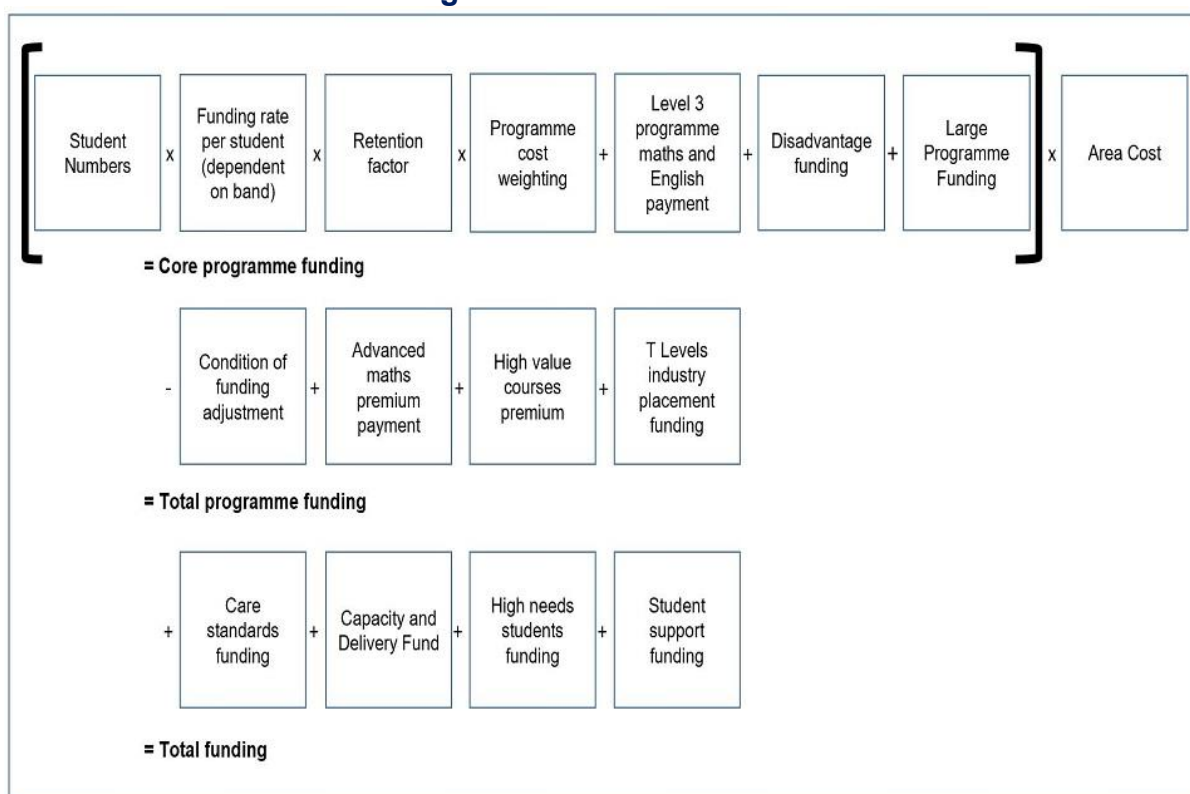 Student
Numbers
x
Funding rate
per student
(dependent
on band)
x
Retention
factor
x
Programme
cost
weighting
+
Level 3
programme
maths and
English
payment
+
Disadvantage
funding
+
Large
Programme
Funding
x
Area Cost
= Core programme funding
-
Condition of
funding
adjustment
+
Advanced
maths
premium
payment
+
High value
courses
premium
+
T Levels
industry
placement
funding
= Total programme funding
+
Care
standards
funding
+
Capacity and
Delivery Fund
+
High needs
students
funding
+
Student
support
funding
= Total funding